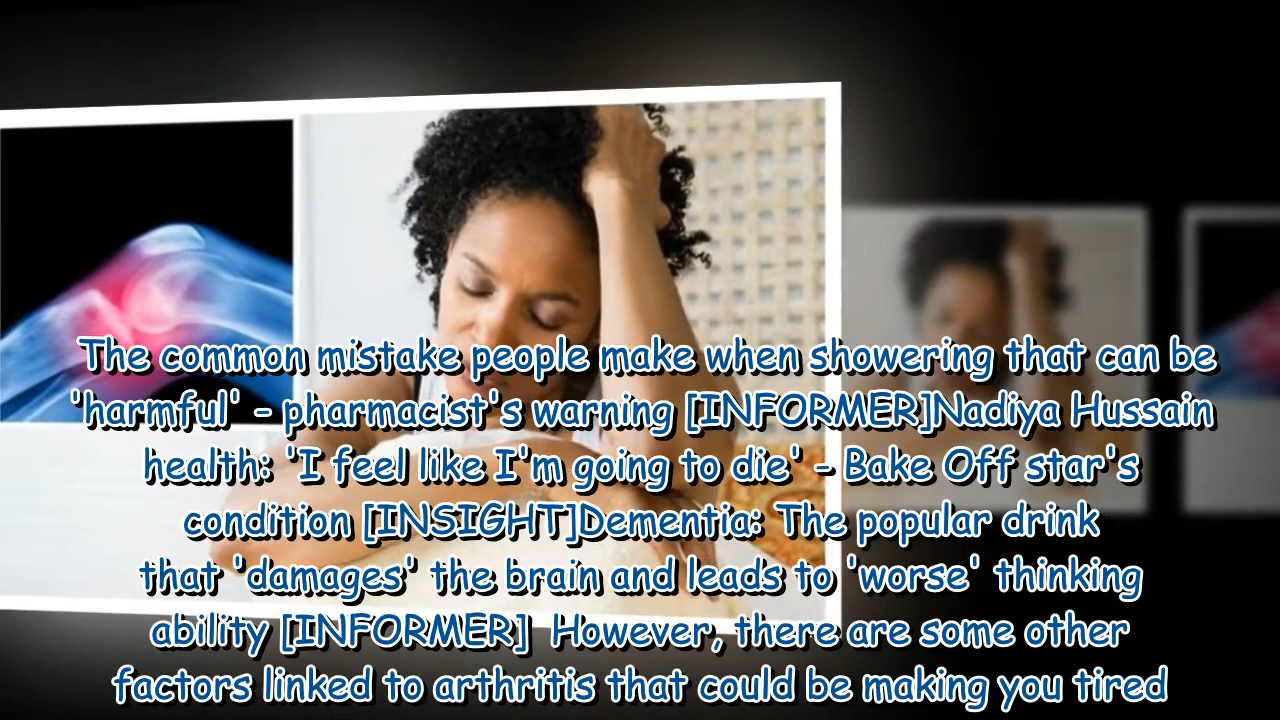 The common mistake people make when showering that can be
'harmful' - pharmacist's warning [INFORMER]Nadiya Hussain
health: 'I feel like I'm going to die' - Bake Off star's
condition [INSIGHT]Dementia: The popular drink
that 'damages' the brain and leads to 'worse' thinking
ability [INFORMER]  However, there are some other
factors linked to arthritis that could be making you tired